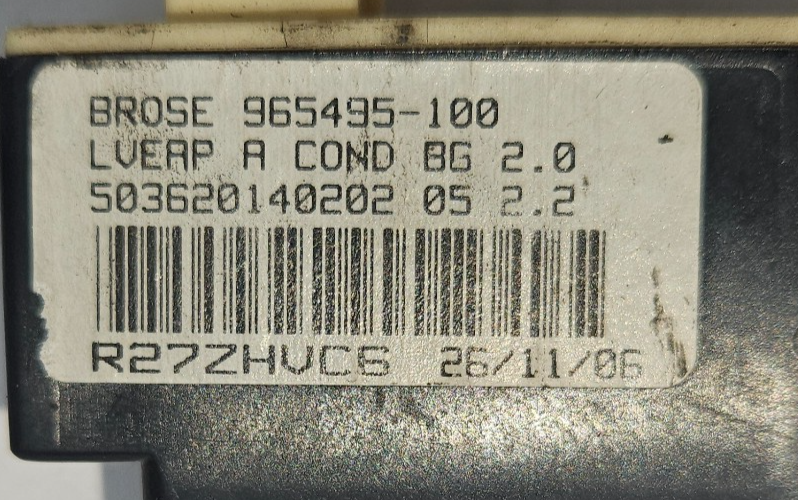 BROSE 965495-100
LVEAP A COND BG 2.0
503620140202 05 2.2
R27ZHVC6 26/11/06